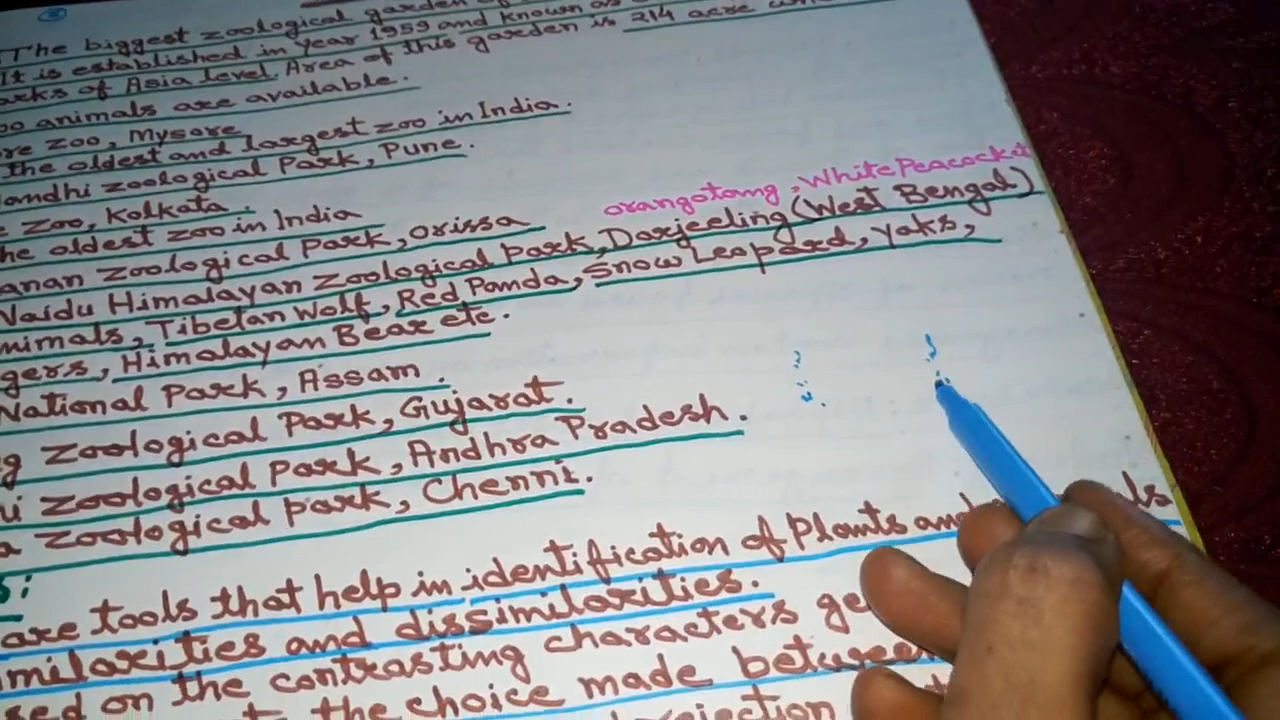 The biggest zoological garden
It is established in year 1959 and known as
arks of Asia level. Area of this garden is 214 acre
00 animals are available.
re zoo, Mysore
the oldest and largest zoo in India.
andhi zoological Park, Pune.
e Zoo, Kolkata.
he oldest zoo in India
anan zoological Park, Orissa
orangotomg, White Peacocket
Naidu Himalayan Zoological Park, Darjeeling (West Bengal)
nimals, Tibetan Wolf, Red Panda, Snow Leopard, Yaks,
gers, Himalayan Bear etc.
National Park, Assam.
g Zoological Park, Gujarat.
i Zoological Park, Andhra Pradesh.
a Zoological park, Chenni.
s:
are tools that help in identification of Plants and
milarities and dissimilarities.
sed on the contrasting characters ge
the choice made between
rejection